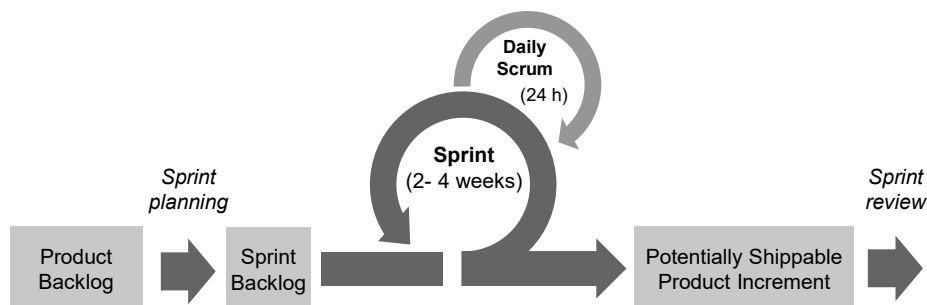 Daily
Scrum
(24 h)
Sprint
(2- 4 weeks)
Sprint
planning
Sprint
review
Product
Backlog
Sprint
Backlog
Potentially Shippable
Product Increment